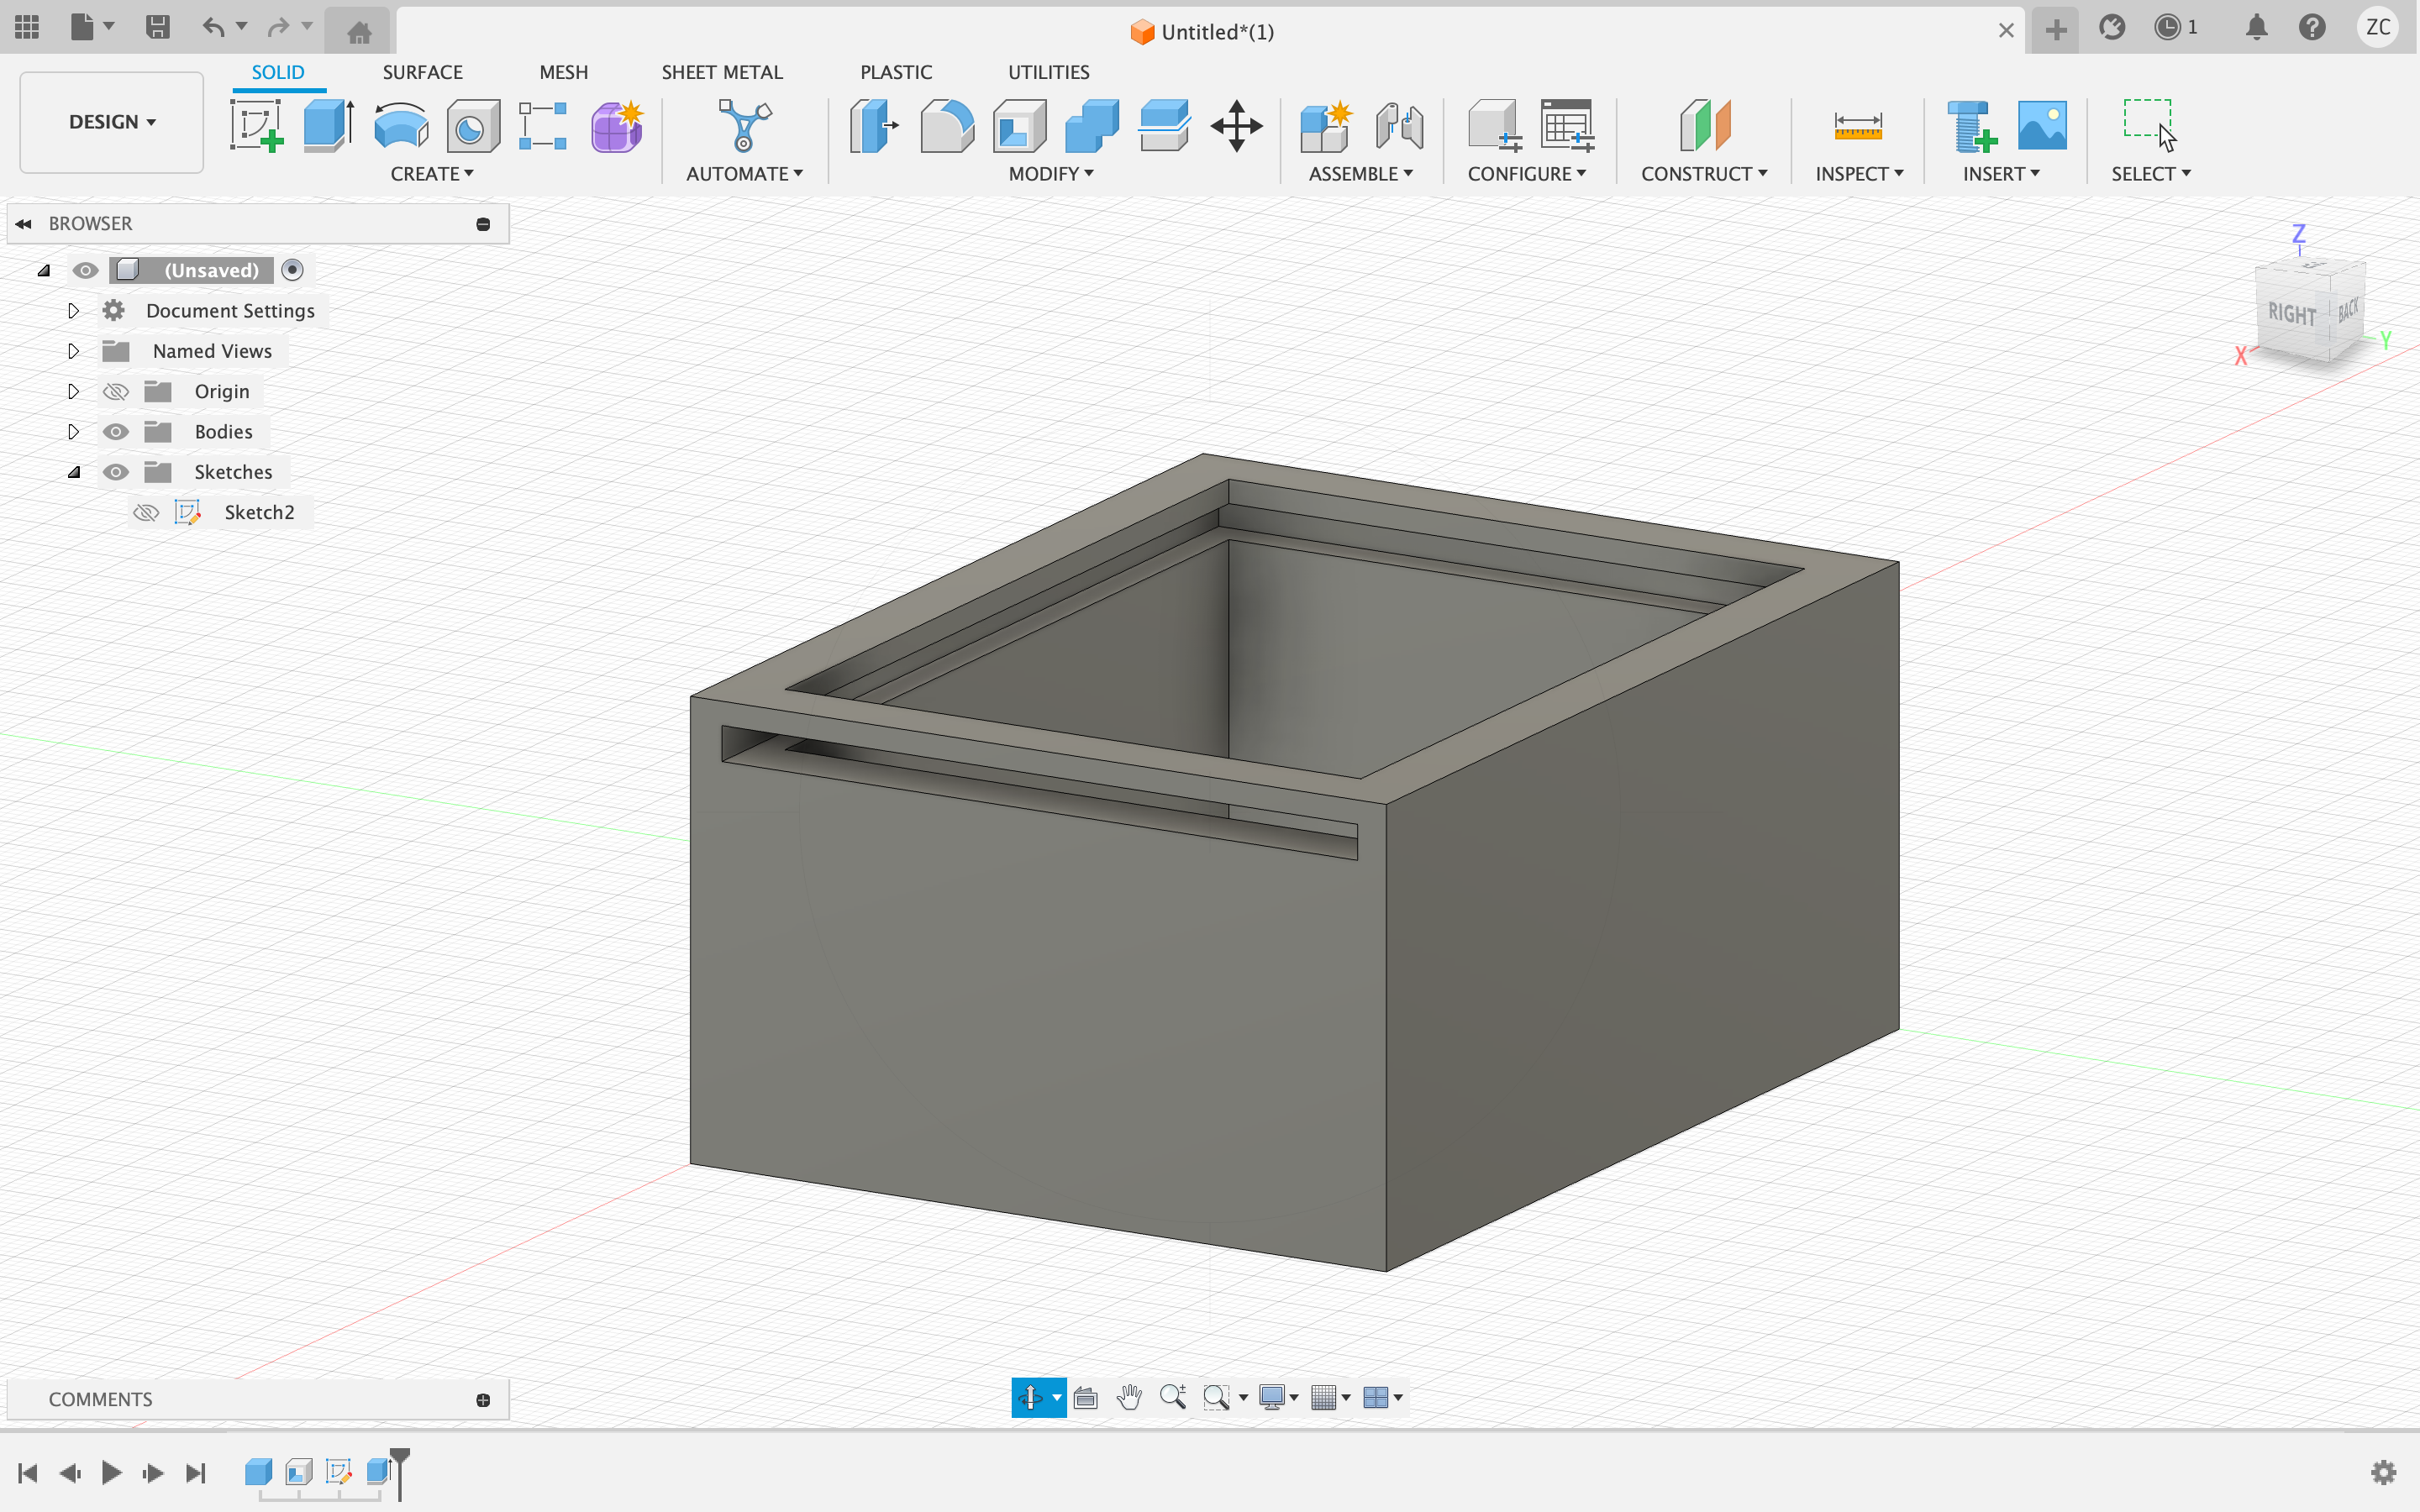 Untitled*(1)
1
ZC
SOLID
SURFACE
MESH
SHEET METAL
PLASTIC
UTILITIES
DESIGN
CREATE
AUTOMATE
MODIFY
ASSEMBLE
CONFIGURE
CONSTRUCT
INSPECT
INSERT
SELECT
BROWSER
(Unsaved)
Document Settings
Named Views
Origin
Bodies
Sketches
Sketch2
Z
RIGHT
BACK
X
Y
COMMENTS